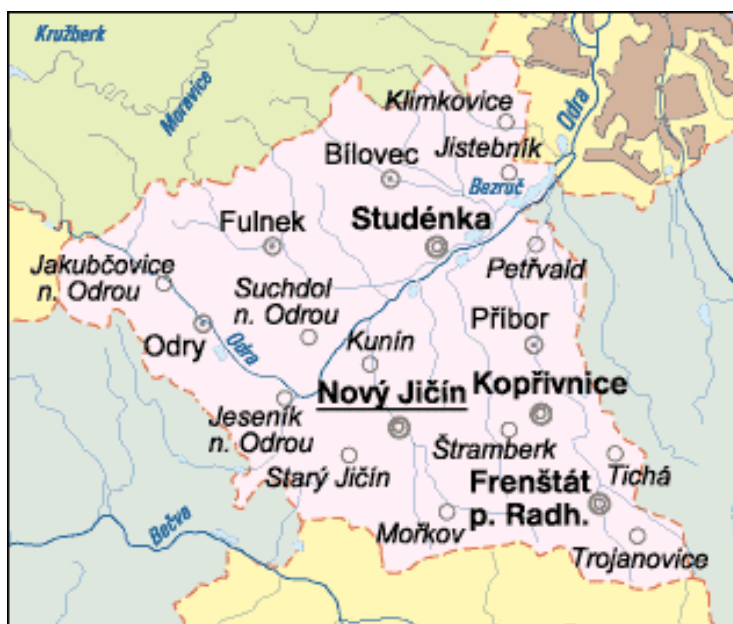 Kružberk
Moravice
Klimkovice
Odra
Jistebník
Bílovec
Bezruč
Studénka
Fulnek
Petřvald
Jakubčovice
n. Odrou
Suchdol
n. Odrou
Příbor
Kunín
Odry
Odra
Nový Jičín
Kopřivnice
Jeseník
n. Odrou
Štramberk
Starý Jičín
Tichá
Frenštát
p. Radh.
Bečva
Mořkov
Trojanovice